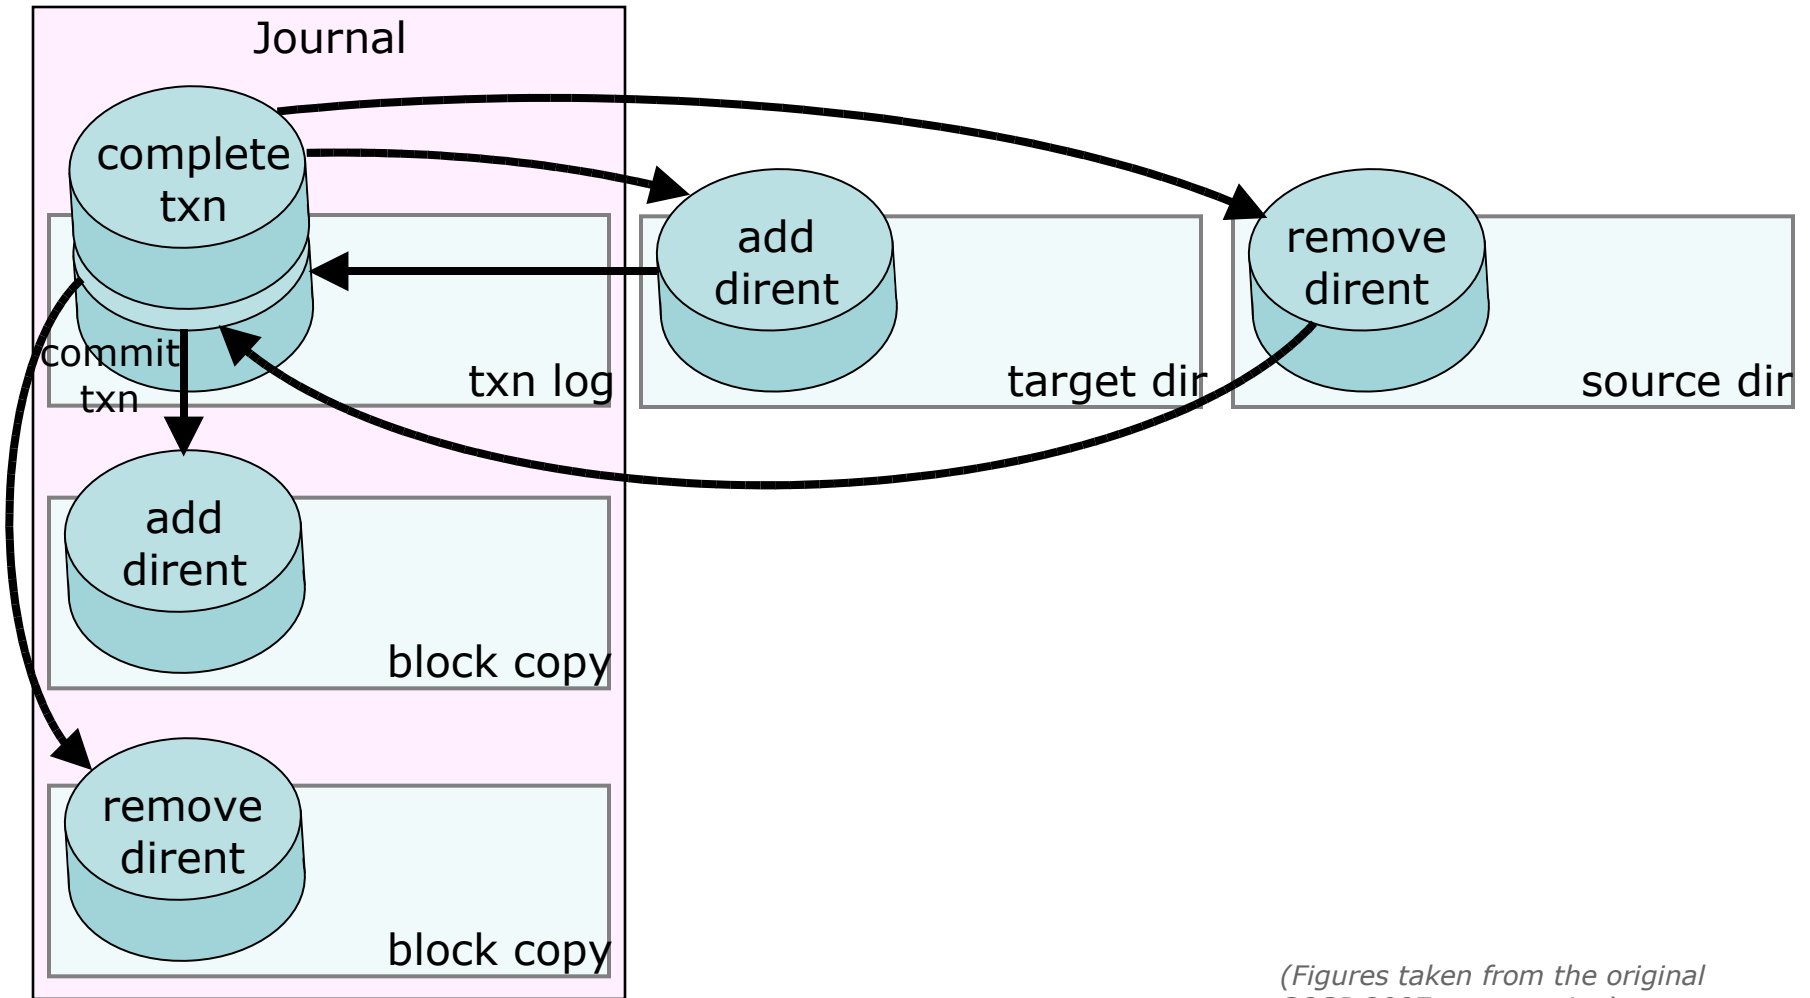 Journal
complete
txn
add
dirent
remove
dirent
commit
txn
txn log
target dir
source dir
add
dirent
block copy
remove
dirent
block copy
(Figures taken from the original